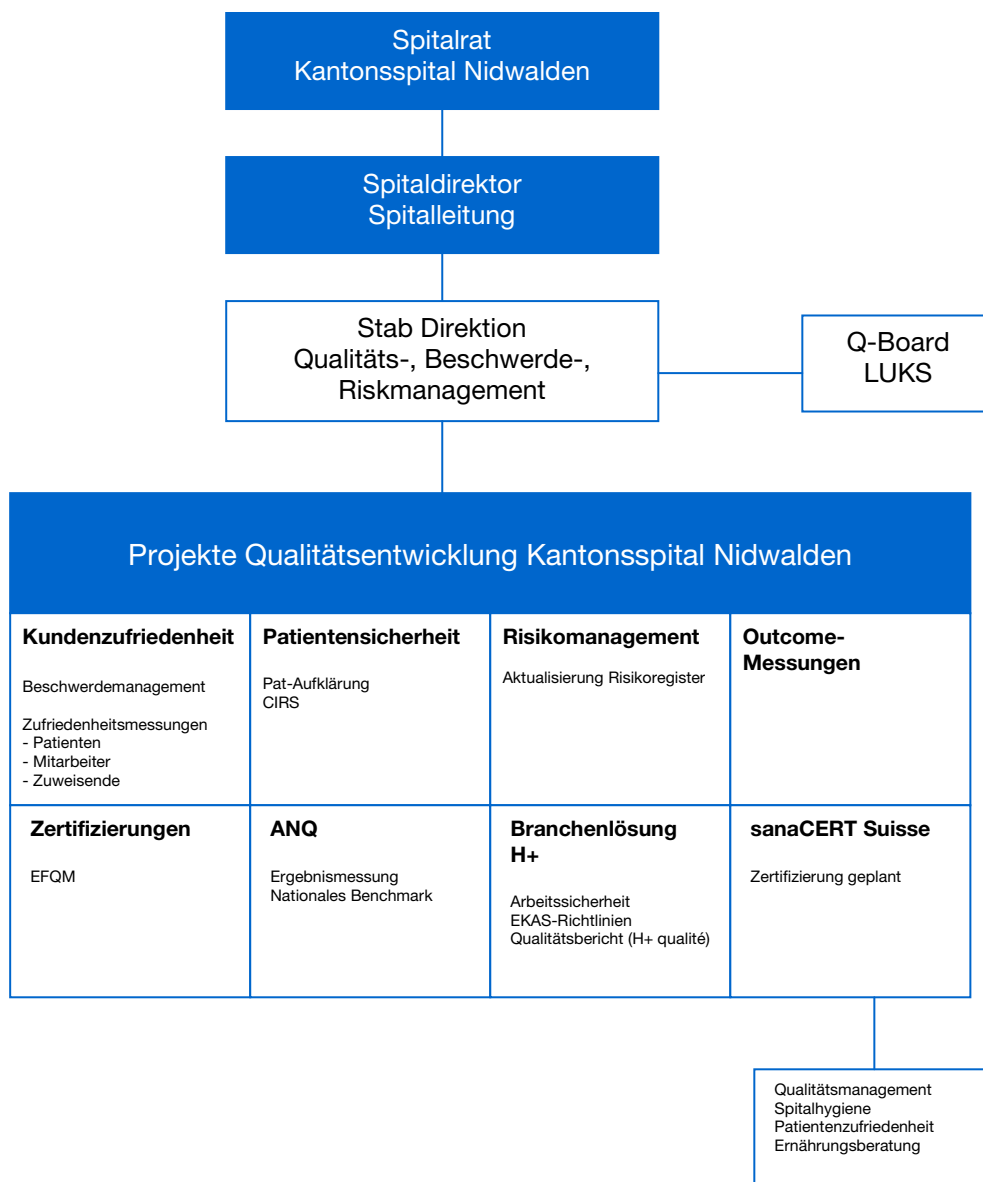 Spitalrat
Kantonsspital Nidwalden
Spitaldirektor
Spitalleitung
Stab Direktion
Qualitäts-, Beschwerde-,
Riskmanagement
Q-Board
LUKS
Projekte Qualitätsentwicklung Kantonsspital Nidwalden
Kundenzufriedenheit
Beschwerdemanagement
Zufriedenheitsmessungen
- Patienten
- Mitarbeiter
- Zuweisende
Patientensicherheit
Pat-Aufklärung
CIRS
Risikomanagement
Aktualisierung Risikoregister
Outcome-
Messungen
Zertifizierungen
EFQM
ANQ
Ergebnismessung
Nationales Benchmark
Branchenlösung
H+
Arbeitssicherheit
EKAS-Richtlinien
Qualitätsbericht (H+ qualité)
sanaCERT Suisse
Zertifizierung geplant
Qualitätsmanagement
Spitalhygiene
Patientenzufriedenheit
Ernährungsberatung